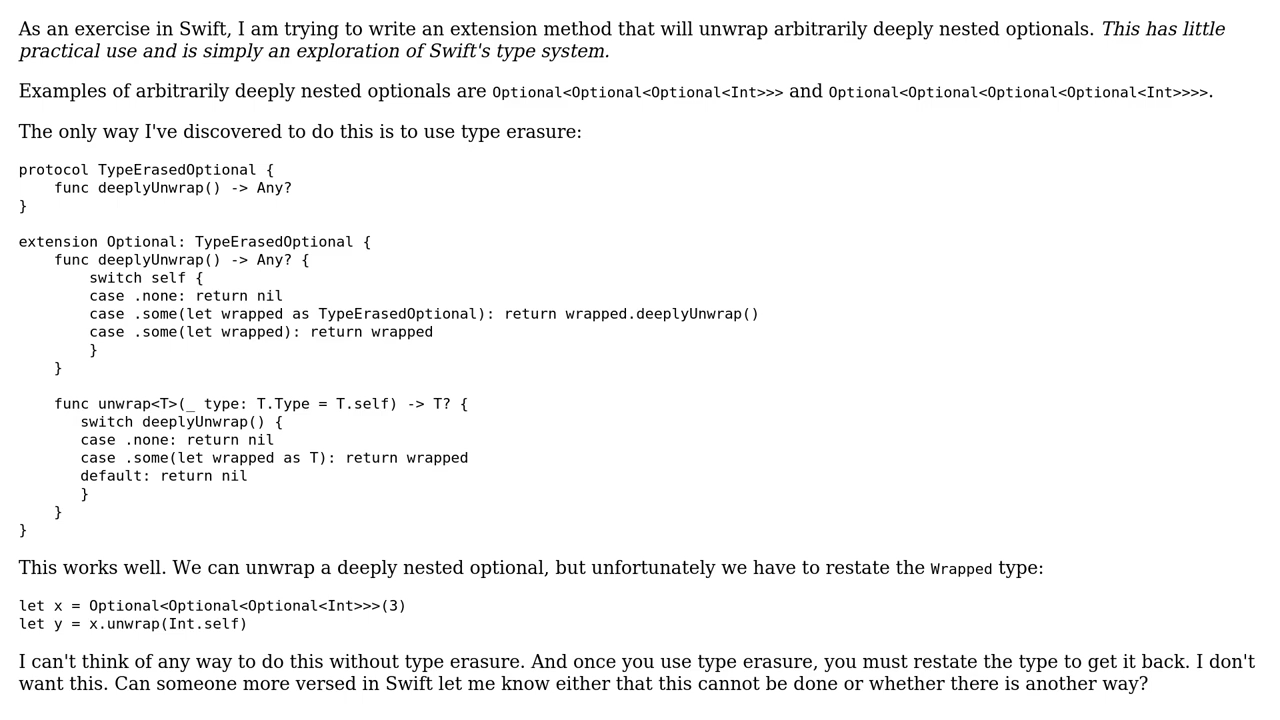 As an exercise in Swift, I am trying to write an extension method that will unwrap arbitrarily deeply nested optionals. This has little
practical use and is simply an exploration of Swift's type system.
Examples of arbitrarily deeply nested optionals are Optional<Optional<Optional<Int>>> and Optional<Optional<Optional<Optional<Int>>>>.
The only way I've discovered to do this is to use type erasure:
protocol TypeErasedOptional {
    func deeplyUnwrap() -> Any?
}
extension Optional: TypeErasedOptional {
    func deeplyUnwrap() -> Any? {
        switch self {
        case .none: return nil
        case .some(let wrapped as TypeErasedOptional): return wrapped.deeplyUnwrap()
        case .some(let wrapped): return wrapped
        }
    }
    func unwrap<T>(_ type: T.Type = T.self) -> T? {
       switch deeplyUnwrap() {
       case .none: return nil
       case .some(let wrapped as T): return wrapped
       default: return nil
       }
    }
}
This works well. We can unwrap a deeply nested optional, but unfortunately we have to restate the Wrapped type:
let x = Optional<Optional<Optional<Int>>>(3)
let y = x.unwrap(Int.self)
I can't think of any way to do this without type erasure. And once you use type erasure, you must restate the type to get it back. I don't
want this. Can someone more versed in Swift let me know either that this cannot be done or whether there is another way?